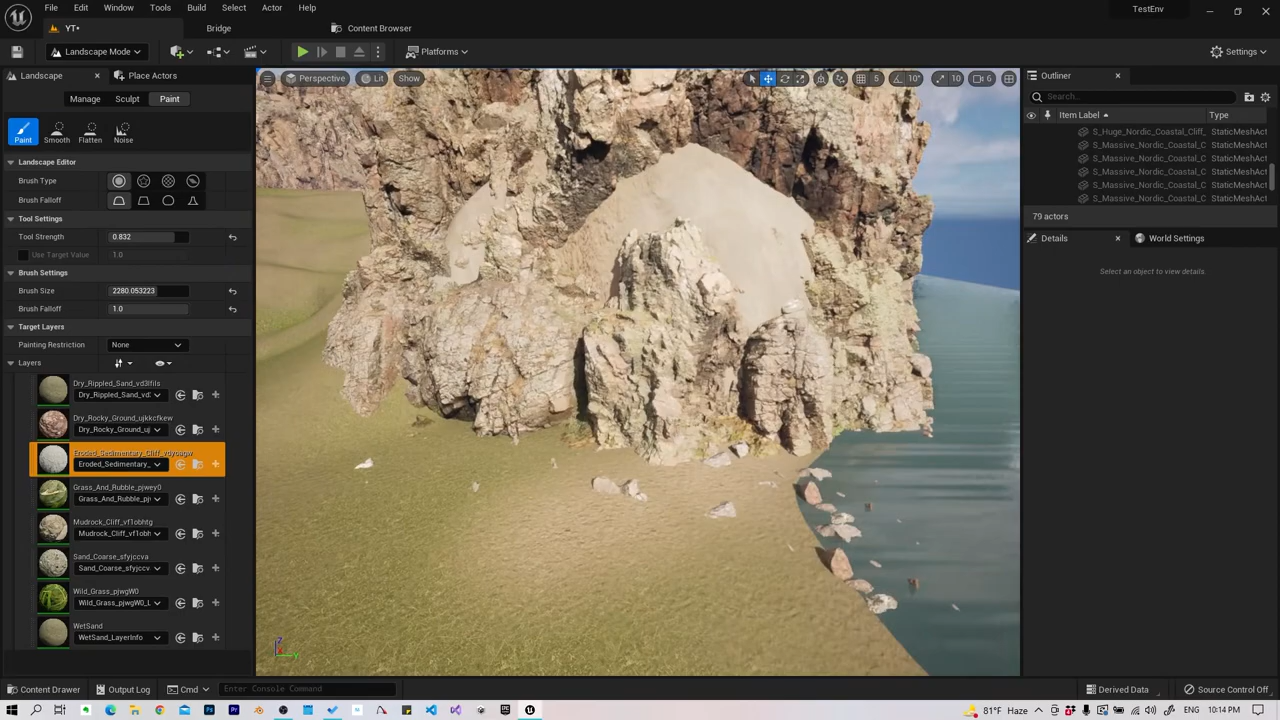 File Edit Window Tools Build Select Actor Help
TestEnv
YT*
Bridge
Content Browser
Landscape Mode
Platforms
Settings
Landscape
Place Actors
Manage Sculpt Paint
Paint Smooth Flatten Noise
Landscape Editor
Brush Type
Brush Falloff
Tool Settings
Tool Strength 0.832
Use Target Value 1.0
Brush Settings
Brush Size 2280.053223
Brush Falloff 1.0
Target Layers
Painting Restriction None
Layers
Dry_Rippled_Sand_vd3lfils
Dry_Rippled_Sand_vd:
Dry_Rocky_Ground_ujkkcfkew
Dry_Rocky_Ground_uj
Eroded_Sedimentary_
Grass_And_Rubble_pjwey0
Grass_And_Rubble_pj
Mudrock_Cliff_vf1obhtg
Mudrock_Cliff_vf1obh
Sand_Coarse_sfyjccva
Sand_Coarse_sfyjccv
Wild_Grass_pjwgW0
Wild_Grass_pjwgW0_L
WetSand
WetSand_LayerInfo
Perspective Lit Show
5 10° 10 6
Z
X
Y
Outliner
Search...
Item Label Type
S_Huge_Nordic_Coastal_Cliff_ StaticMeshAct
S_Massive_Nordic_Coastal_C StaticMeshAct
S_Massive_Nordic_Coastal_C StaticMeshAct
S_Massive_Nordic_Coastal_C StaticMeshAct
S_Massive_Nordic_Coastal_C StaticMeshAct
S_Massive_Nordic_Coastal_C StaticMeshAct
79 actors
Details
World Settings
Select an object to view details.
Content Drawer Output Log Cmd Enter Console Command
Derived Data Source Control Off
81°F Haze
10:14 PM